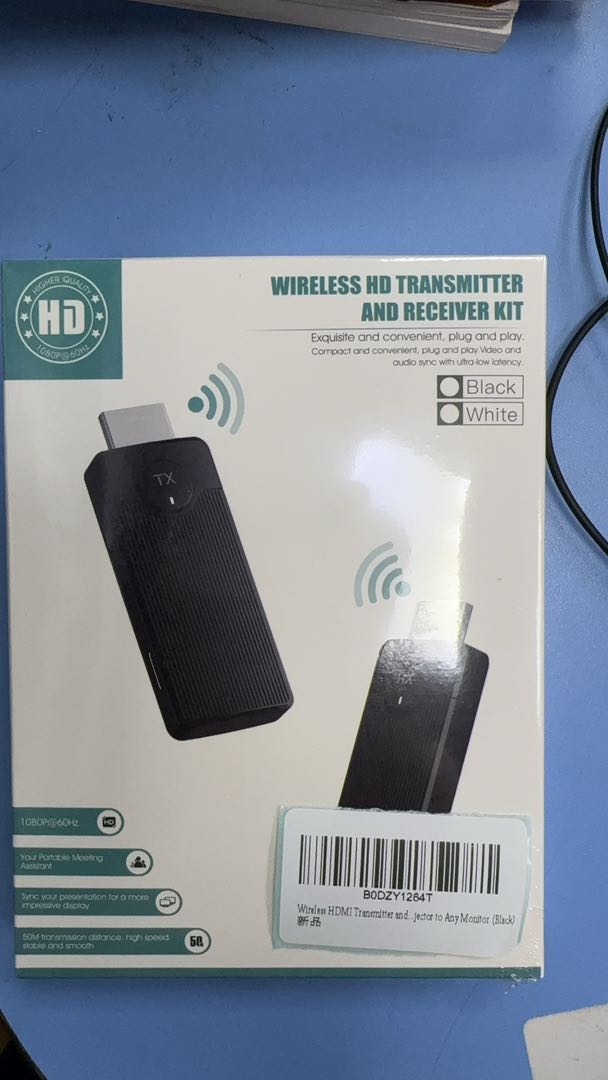 HIGHER QUALITY
HD
1080P@60Hz
WIRELESS HD TRANSMITTER
AND RECEIVER KIT
Exquisite and convenient, plug and play.
Compact and convenient, plug and play.Video and
audio sync with ultra-low latency.
Black
White
TX
RX
1080P@60Hz
HD
Your Portable Meeting
Assistant
Sync your presentation for a more
impressive display
50M transmission distance, high speed,
stable and smooth
B0DZY1264T
Wireless HDMI Transmitter and...jector to Any Monitor (Black)
新品